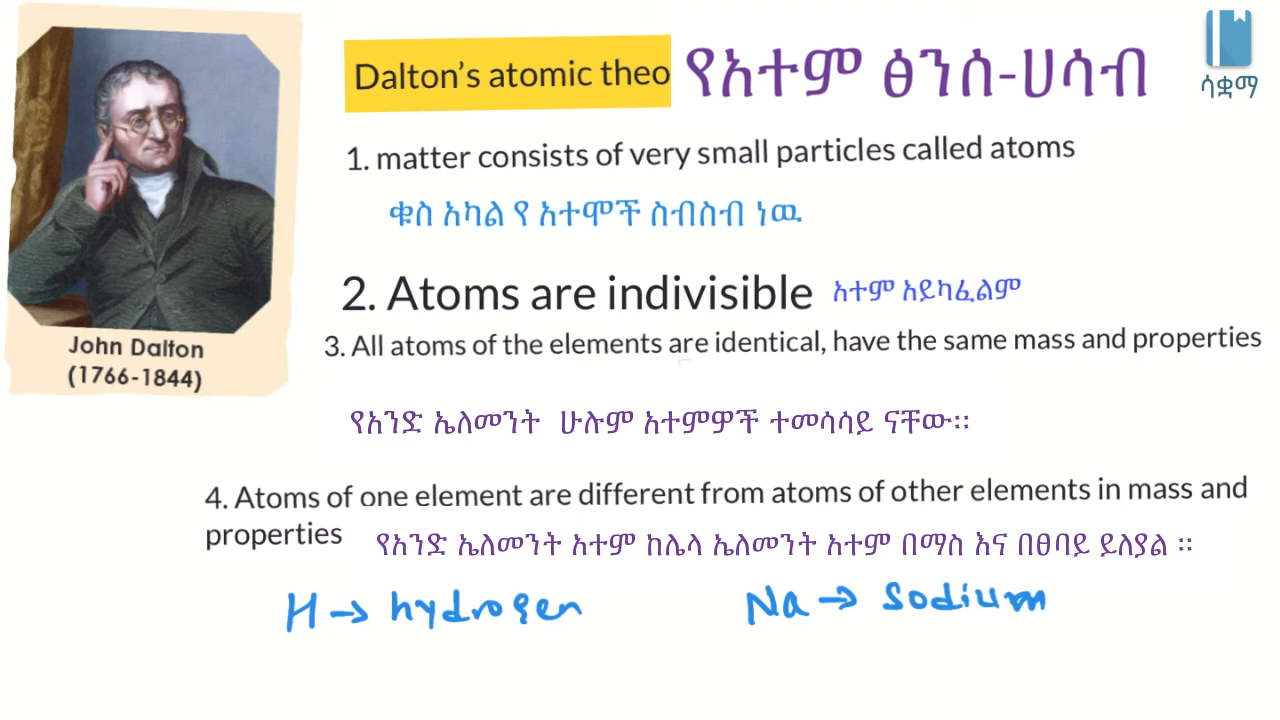 Dalton's atomic theo የአተም ፅንሰ-ሀሳብ
ሳቋማ
1. matter consists of very small particles called atoms
ቁስ አካል የ አተሞች ስብስብ ነዉ
2. Atoms are indivisible አተም አይካፈልም
John Dalton
(1766-1844)
3. All atoms of the elements are identical, have the same mass and properties
የአንድ ኤለመንት ሁሉም አተምዎች ተመሳሳይ ናቸው፡፡
4. Atoms of one element are different from atoms of other elements in mass and
properties የአንድ ኤለመንት አተም ከሌላ ኤለመንት አተም በማስ እና በፀባይ ይለያል ፡፡
H → hydrogen Na → sodium